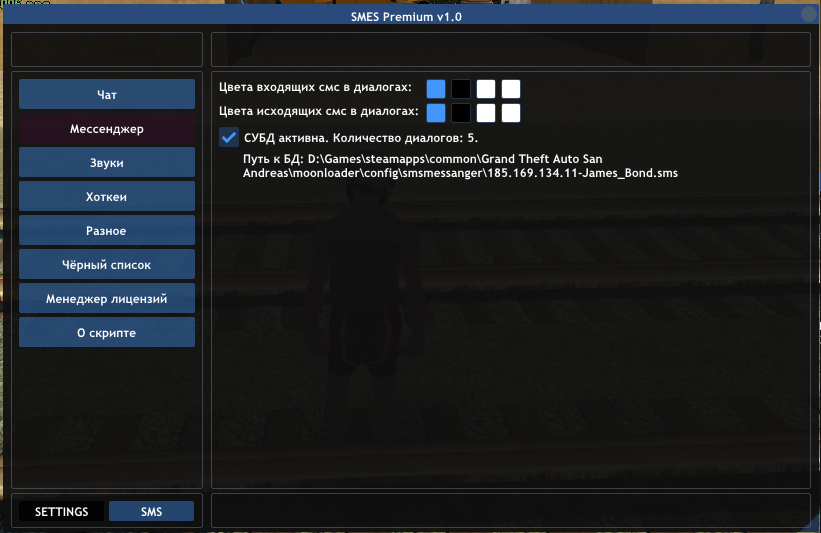 SMES Premium v1.0
Чат
Мессенджер
Звуки
Хоткеи
Разное
Чёрный список
Менеджер лицензий
О скрипте
Цвета входящих смс в диалогах:
Цвета исходящих смс в диалогах:
СУБД активна. Количество диалогов: 5.
Путь к БД: D:\Games\steamapps\common\Grand Theft Auto San
Andreas\moonloader\config\smsmessanger\185.169.134.11-James_Bond.sms
SETTINGS
SMS